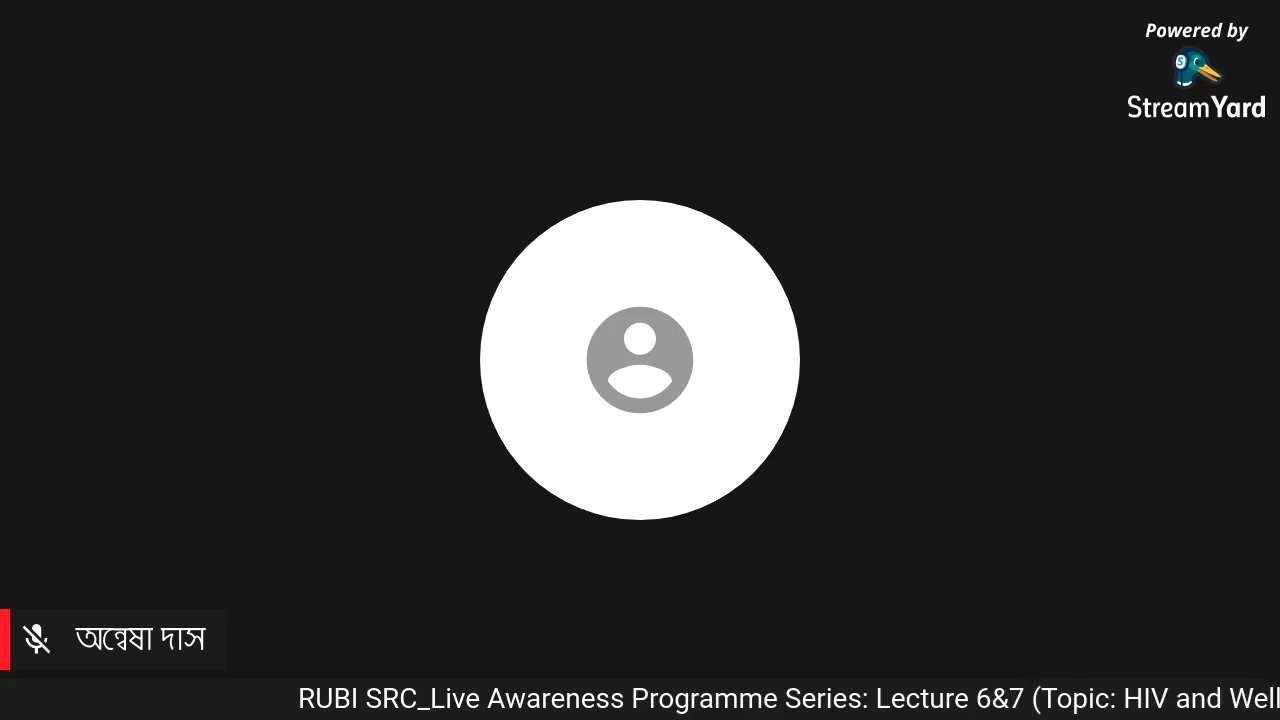 Powered by
S
StreamYard
অন্বেষা দাস
RUBI SRC_Live Awareness Programme Series: Lecture 6&7 (Topic: HIV and Well